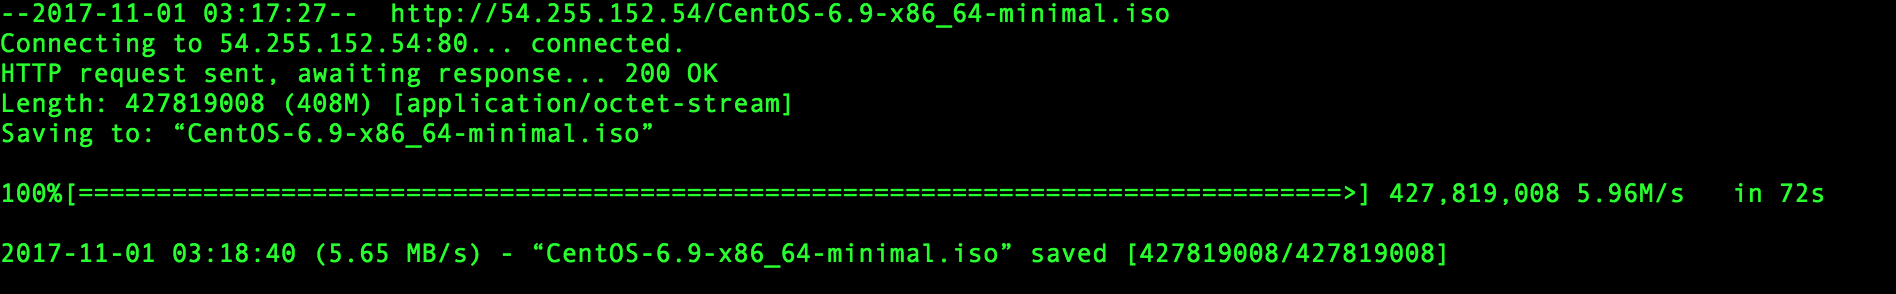 --2017-11-01 03:17:27--  http://54.255.152.54/CentOS-6.9-x86_64-minimal.iso
Connecting to 54.255.152.54:80... connected.
HTTP request sent, awaiting response... 200 OK
Length: 427819008 (408M) [application/octet-stream]
Saving to: “CentOS-6.9-x86_64-minimal.iso”
100%[=================================================================================>] 427,819,008 5.96M/s   in 72s
2017-11-01 03:18:40 (5.65 MB/s) - “CentOS-6.9-x86_64-minimal.iso” saved [427819008/427819008]